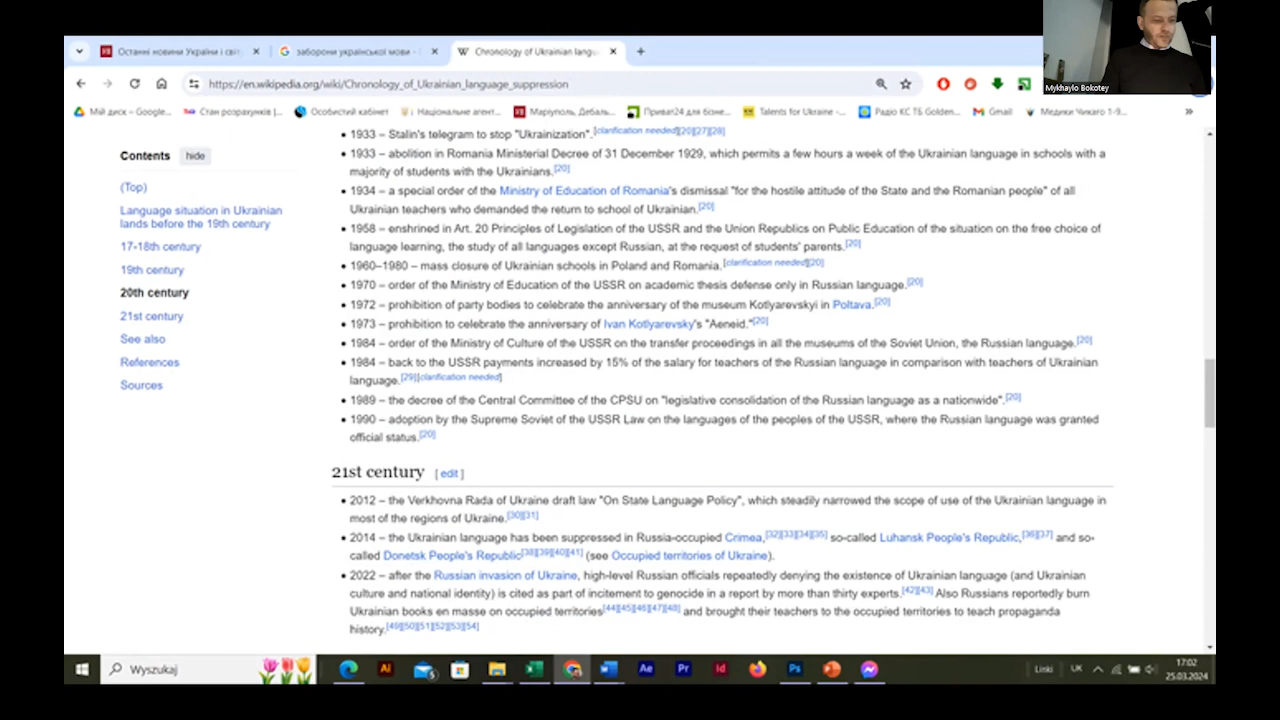 Останні новини України і світ
заборони української мови -
Chronology of Ukrainian langu
https://en.wikipedia.org/wiki/Chronology_of_Ukrainian_language_suppression
Mykhaylo Bokotey
Мій диск – Google...
Стан розрахунків |...
Особистий кабінет
Національне агент...
Маріуполь, Дебаль...
Приват24 для бізне...
Talents for Ukraine -...
Радіо КС ТБ Golden...
Gmail
Медики Чикаго 1-9...
»
Contents hide
(Top)
Language situation in Ukrainian
lands before the 19th century
17-18th century
19th century
20th century
21st century
See also
References
Sources
• 1933 – Stalin's telegram to stop "Ukrainization".[clarification needed][20][27][28]
• 1933 – abolition in Romania Ministerial Decree of 31 December 1929, which permits a few hours a week of the Ukrainian language in schools with a
majority of students with the Ukrainians.[20]
• 1934 – a special order of the Ministry of Education of Romania's dismissal "for the hostile attitude of the State and the Romanian people" of all
Ukrainian teachers who demanded the return to school of Ukrainian.[20]
• 1958 – enshrined in Art. 20 Principles of Legislation of the USSR and the Union Republics on Public Education of the situation on the free choice of
language learning, the study of all languages except Russian, at the request of students' parents.[20]
• 1960–1980 – mass closure of Ukrainian schools in Poland and Romania.[clarification needed][20]
• 1970 – order of the Ministry of Education of the USSR on academic thesis defense only in Russian language.[20]
• 1972 – prohibition of party bodies to celebrate the anniversary of the museum Kotlyarevskyi in Poltava.[20]
• 1973 – prohibition to celebrate the anniversary of Ivan Kotlyarevsky's "Aeneid."[20]
• 1984 – order of the Ministry of Culture of the USSR on the transfer proceedings in all the museums of the Soviet Union, the Russian language.[20]
• 1984 – back to the USSR payments increased by 15% of the salary for teachers of the Russian language in comparison with teachers of Ukrainian
language.[29][clarification needed]
• 1989 – the decree of the Central Committee of the CPSU on "legislative consolidation of the Russian language as a nationwide".[20]
• 1990 – adoption by the Supreme Soviet of the USSR Law on the languages of the peoples of the USSR, where the Russian language was granted
official status.[20]
21st century [ edit ]
• 2012 – the Verkhovna Rada of Ukraine draft law "On State Language Policy", which steadily narrowed the scope of use of the Ukrainian language in
most of the regions of Ukraine.[30][31]
• 2014 – the Ukrainian language has been suppressed in Russia-occupied Crimea,[32][33][34][35] so-called Luhansk People's Republic,[36][37] and so-
called Donetsk People's Republic[38][39][40][41] (see Occupied territories of Ukraine).
• 2022 – after the Russian invasion of Ukraine, high-level Russian officials repeatedly denying the existence of Ukrainian language (and Ukrainian
culture and national identity) is cited as part of incitement to genocide in a report by more than thirty experts.[42][43] Also Russians reportedly burn
Ukrainian books en masse on occupied territories[44][45][46][47][48] and brought their teachers to the occupied territories to teach propaganda
history.[49][50][51][52][53][54]
Wyszukaj
Linki
UK
17:02
25.03.2024